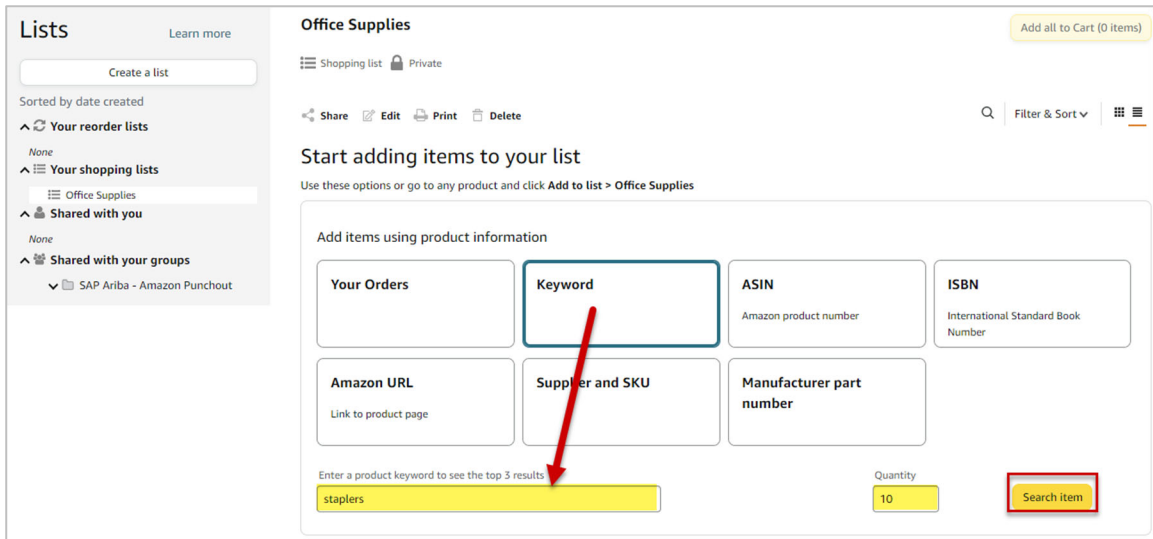 Lists
Learn more
Create a list
Sorted by date created
Your reorder lists
None
Your shopping lists
Office Supplies
Shared with you
None
Shared with your groups
SAP Ariba - Amazon Punchout
Office Supplies
Add all to Cart (0 items)
Shopping list Private
Share Edit Print Delete
Filter & Sort
Start adding items to your list
Use these options or go to any product and click Add to list > Office Supplies
Add items using product information
Your Orders
Keyword
ASIN
Amazon product number
ISBN
International Standard Book
Number
Amazon URL
Link to product page
Supplier and SKU
Manufacturer part
number
Enter a product keyword to see the top 3 results
staplers
Quantity
10
Search item